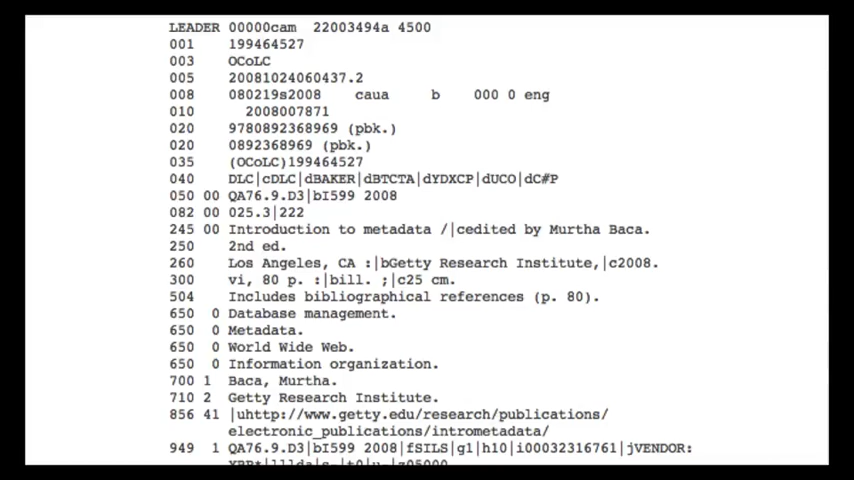 LEADER 00000cam  22003494a 4500
001    199464527
003    OCoLC
005    20081024060437.2
008    080219s2008    caua     b    000 0 eng
010      2008007871
020    9780892368969 (pbk.)
020    0892368969 (pbk.)
035    (OCoLC)199464527
040    DLC|cDLC|dBAKER|dBTCTA|dYDXCP|dUCO|dC#P
050 00 QA76.9.D3|bI599 2008
082 00 025.3|222
245 00 Introduction to metadata /|cedited by Murtha Baca.
250    2nd ed.
260    Los Angeles, CA :|bGetty Research Institute,|c2008.
300    vi, 80 p. :|bill. ;|c25 cm.
504    Includes bibliographical references (p. 80).
650  0 Database management.
650  0 Metadata.
650  0 World Wide Web.
650  0 Information organization.
700 1  Baca, Murtha.
710 2  Getty Research Institute.
856 41 |uhttp://www.getty.edu/research/publications/
electronic_publications/intrometadata/
949  1 QA76.9.D3|bI599 2008|fSILS|g1|h10|i00032316761|jVENDOR: